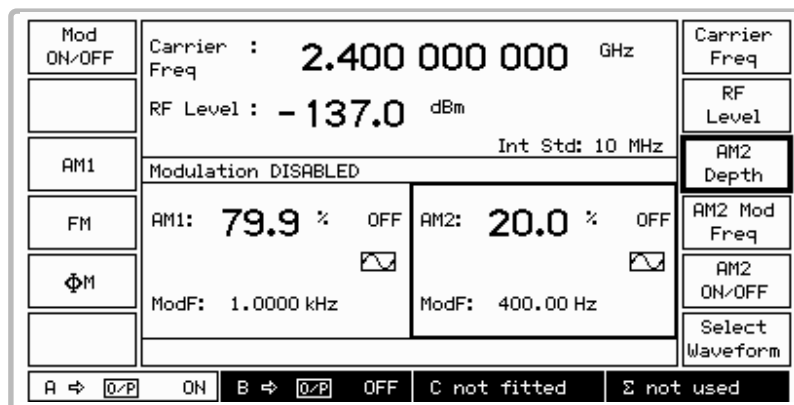 Mod
ON/OFF
AM1
FM
ΦM
Carrier : 2.400 000 000 GHz
Freq
RF Level : -137.0 dBm
Int Std: 10 MHz
Modulation DISABLED
AM1: 79.9 % OFF
ModF: 1.0000 kHz
AM2: 20.0 % OFF
ModF: 400.00 Hz
Carrier
Freq
RF
Level
AM2
Depth
AM2 Mod
Freq
AM2
ON/OFF
Select
Waveform
A ⇨ O/P ON
B ⇨ O/P OFF
C not fitted
Σ not used